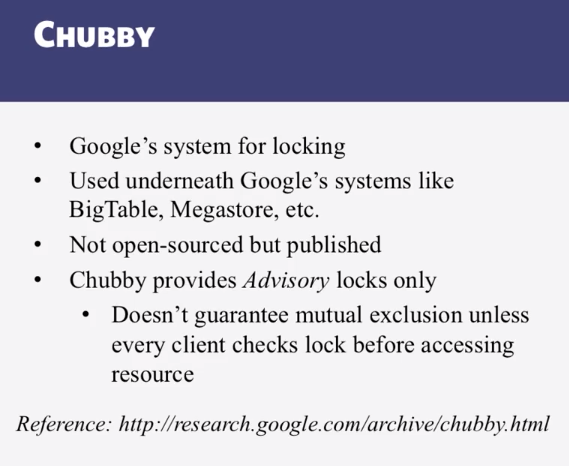 CHUBBY
• Google’s system for locking
• Used underneath Google’s systems like
BigTable, Megastore, etc.
• Not open-sourced but published
• Chubby provides Advisory locks only
• Doesn’t guarantee mutual exclusion unless
every client checks lock before accessing
resource
Reference: http://research.google.com/archive/chubby.html